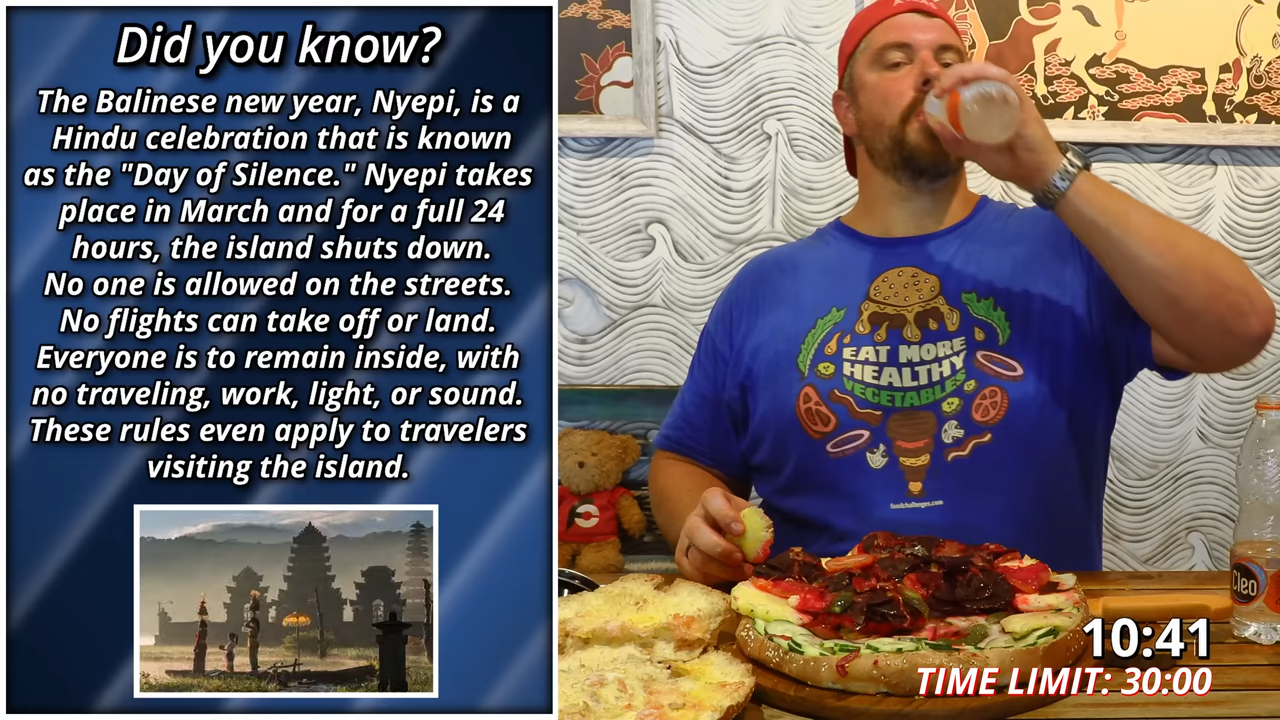 Did you know?
The Balinese new year, Nyepi, is a
Hindu celebration that is known
as the "Day of Silence." Nyepi takes
place in March and for a full 24
hours, the island shuts down.
No one is allowed on the streets.
No flights can take off or land.
Everyone is to remain inside, with
no traveling, work, light, or sound.
These rules even apply to travelers
visiting the island.
EAT MORE
HEALTHY
VEGETABLES
foodchallenges.com
Cleo
10:41
TIME LIMIT: 30:00